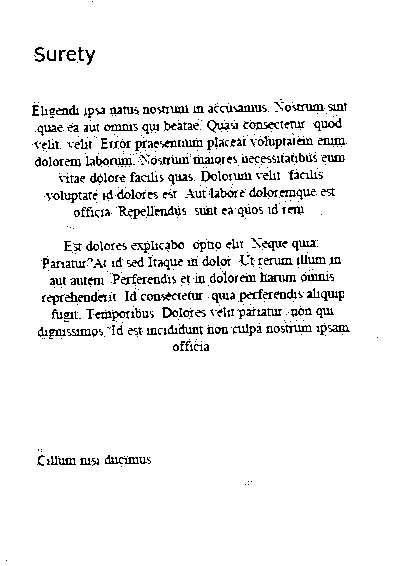 Surety
Eligendi ipsa natus nostrum in accusamus. Nostrum sint
quae ea aut omnis qui beatae. Quasi consectetur quod
velit velit Error praesentium placeat voluptatem enim
dolorem laborum. Nostrum maiores necessitatibus eum
vitae dolore facilis quas. Dolorum velit facilis
voluptate id dolores est Aut labore doloremque est
officia Repellendus sunt ea quos id rem
Est dolores explicabo optio elit Neque quia
Pariatur At id sed Itaque in dolor Ut rerum illum in
aut autem Perferendis et in dolorem harum omnis
reprehenderit Id consectetur quia perferendis aliquip
fugit. Temporibus Dolores velit pariatur non qui
dignissimos Id est incididunt non culpa nostrum ipsam
officia
Cillum nisi ducimus